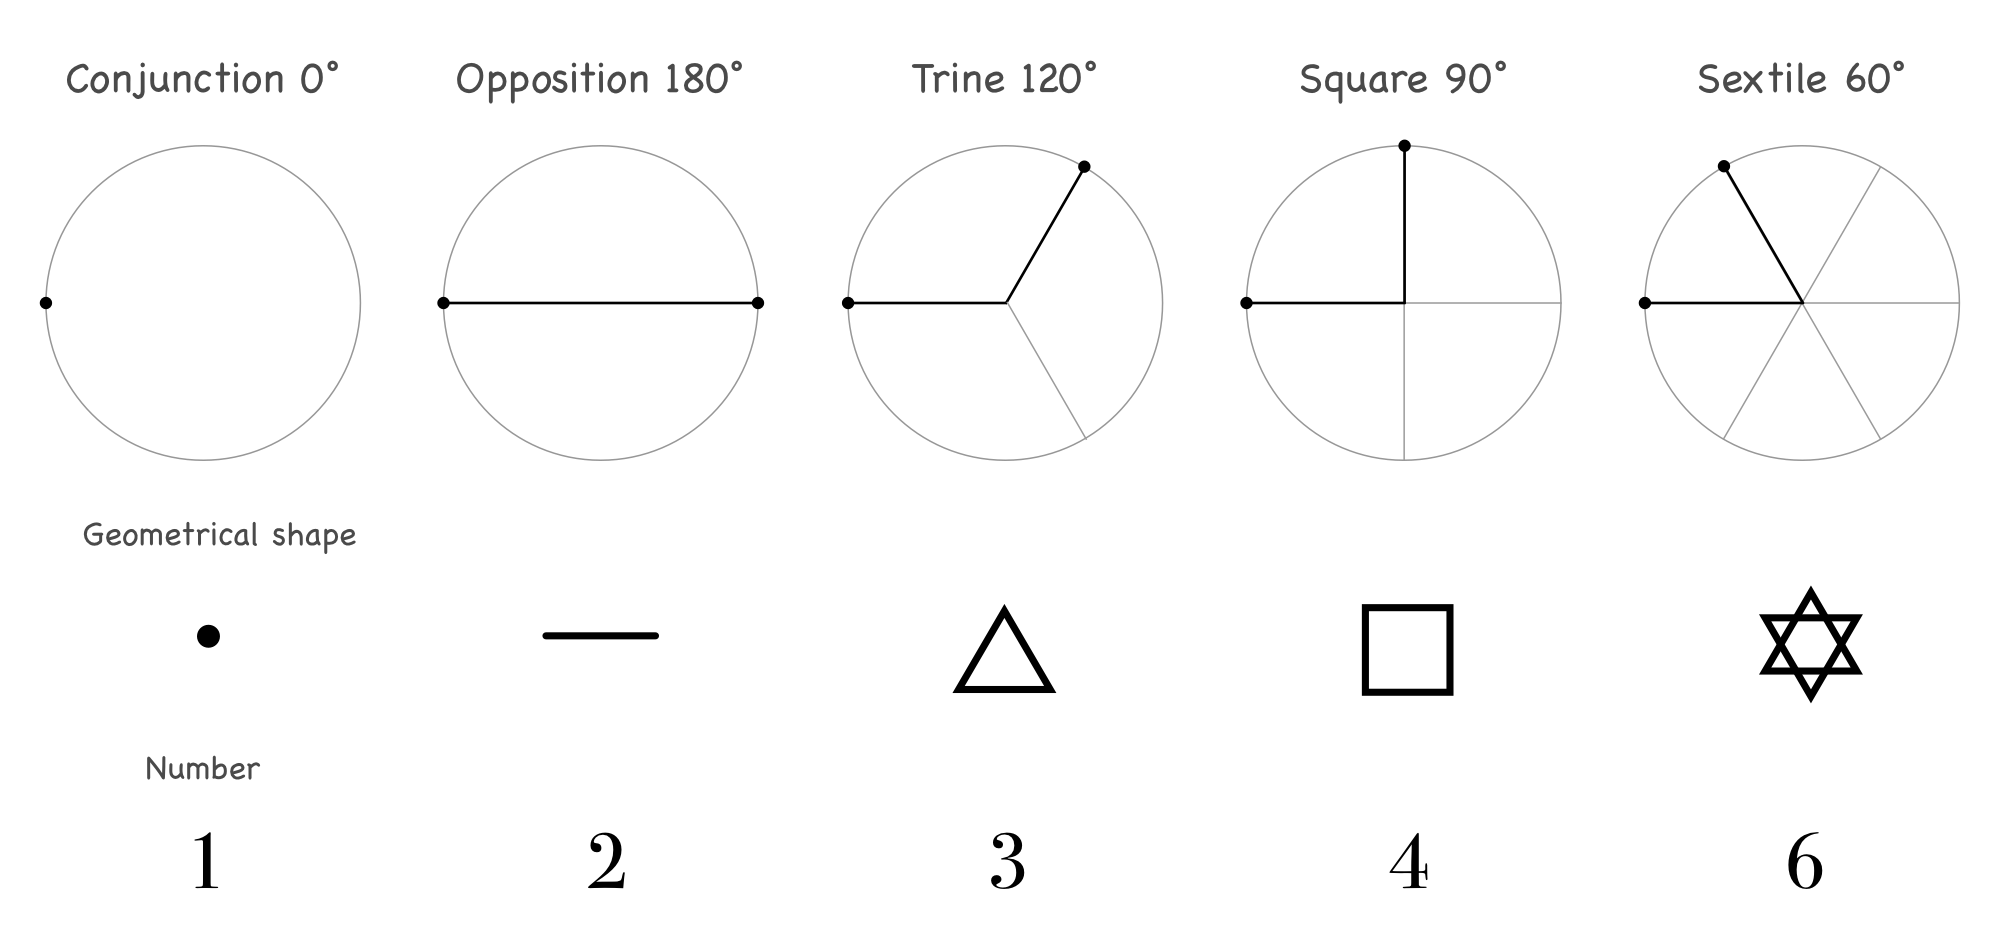 Conjunction 0°
Opposition 180°
Trine 120°
Square 90°
Sextile 60°
Geometrical shape
Number
1
2
3
4
6